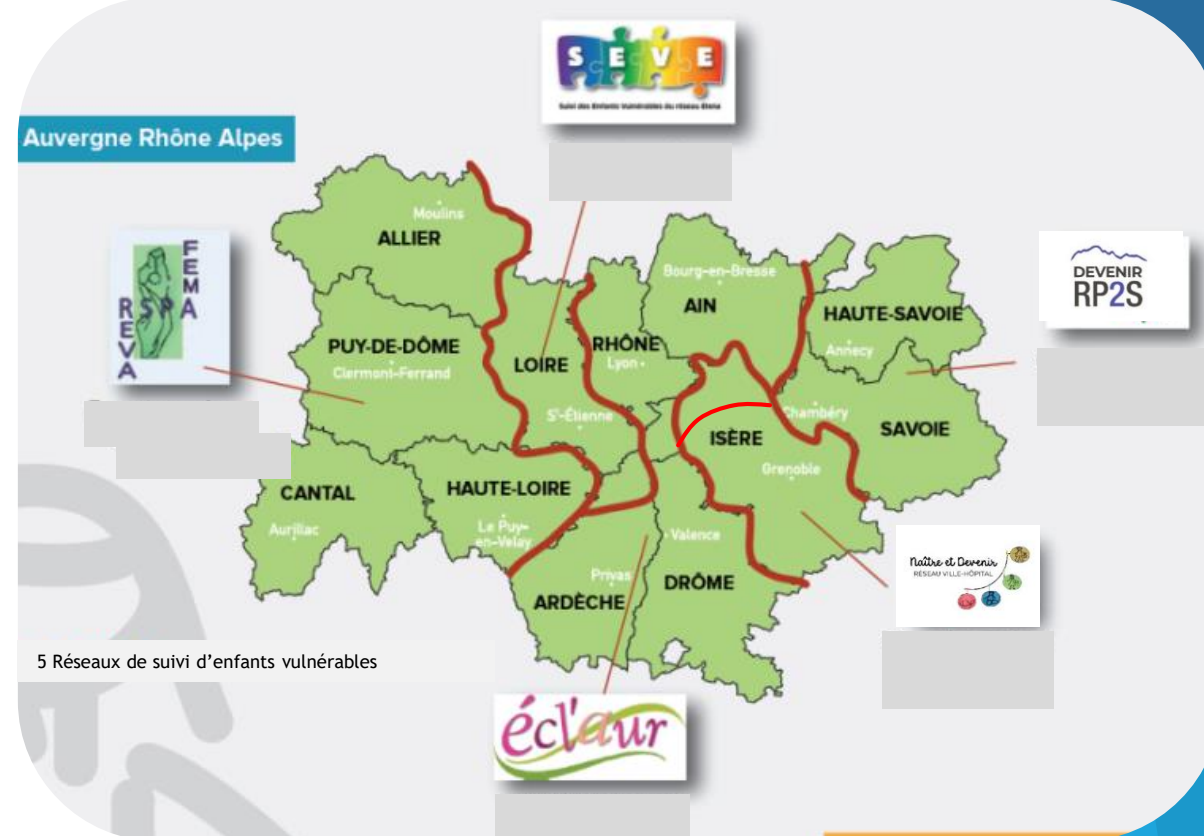 SEVE
Suivi des Enfants Vulnérables du réseau Elena
Auvergne Rhône Alpes
Moulins
ALLIER
FEMA
RSPA
REVA
DEVENIR
RP2S
Bourg-en-Bresse
AIN
HAUTE-SAVOIE
Annecy
PUY-DE-DÔME
Clermont-Ferrand
LOIRE
RHÔNE
Lyon
St-Étienne
Chambéry
ISÈRE
SAVOIE
Grenoble
CANTAL
Aurillac
HAUTE-LOIRE
Le Puy-
en-Velay
Valence
Privas
DRÔME
ARDÈCHE
Naître et Devenir
RÉSEAU VILLE-HÔPITAL
5 Réseaux de suivi d’enfants vulnérables
écl'aur